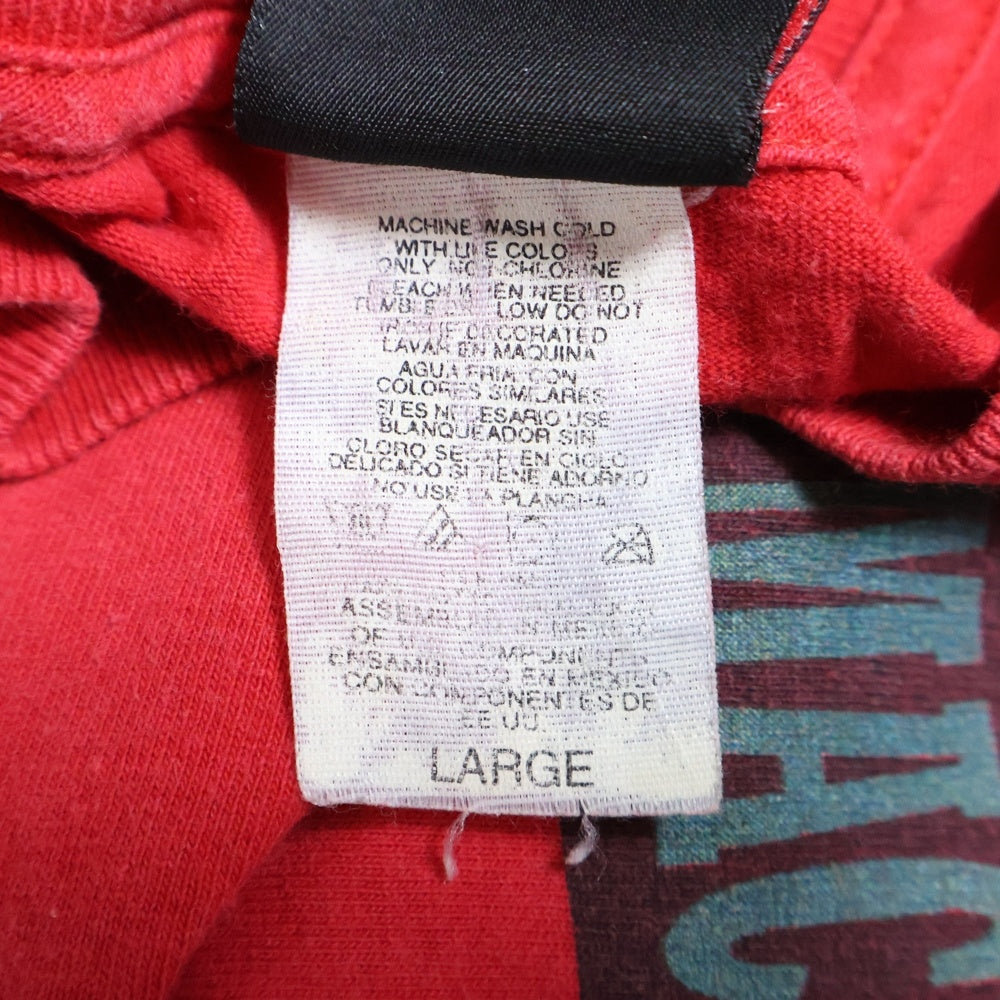 MACHINE WASH COLD
WITH LIKE COLORS
ONLY NON-CHLORINE
BLEACH WHEN NEEDED
TUMBLE DRY LOW DO NOT
DECORATED
LAVAR EN MAQUINA
AGUA FRIA CON
COLORES SIMILARES
SI ES NECESARIO USE
BLANQUEADOR SIN
CLORO SECAR EN CICLO
DELICADO SI TIENE ADORNO
NO USE LA PLANCHA
ASSEMBLED IN MEXICO
OF U.S. COMPONENTS
ENSAMBLADO EN MEXICO
CON COMPONENTES DE
EE UU
LARGE
MAC